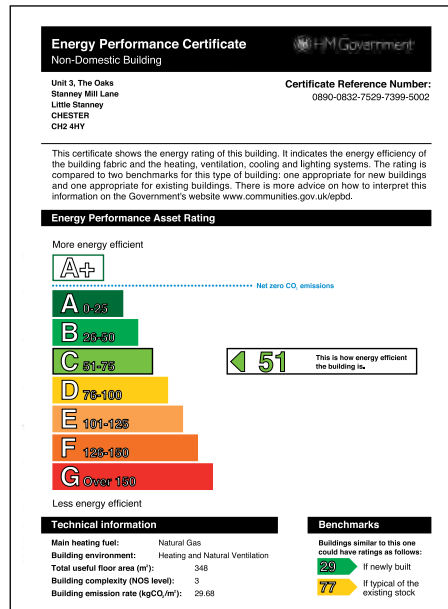 Energy Performance Certificate
HM Government
Non-Domestic Building
Unit 3, The Oaks
Stanney Mill Lane
Little Stanney
CHESTER
CH2 4HY
Certificate Reference Number:
0890-0832-7529-7399-5002
This certificate shows the energy rating of this building. It indicates the energy efficiency of
the building fabric and the heating, ventilation, cooling and lighting systems. The rating is
compared to two benchmarks for this type of building: one appropriate for new buildings
and one appropriate for existing buildings. There is more advice on how to interpret this
information on the Government's website www.communities.gov.uk/epbd.
Energy Performance Asset Rating
More energy efficient
A+
Net zero CO₂ emissions
A 0-25
B 26-50
C 51-75
51
This is how energy efficient
the building is.
D 76-100
E 101-125
F 126-150
G Over 150
Less energy efficient
Technical information
Main heating fuel: Natural Gas
Building environment: Heating and Natural Ventilation
Total useful floor area (m²): 348
Building complexity (NOS level): 3
Building emission rate (kgCO₂/m²): 29.68
Benchmarks
Buildings similar to this one
could have ratings as follows:
29 If newly built
77 If typical of the
existing stock